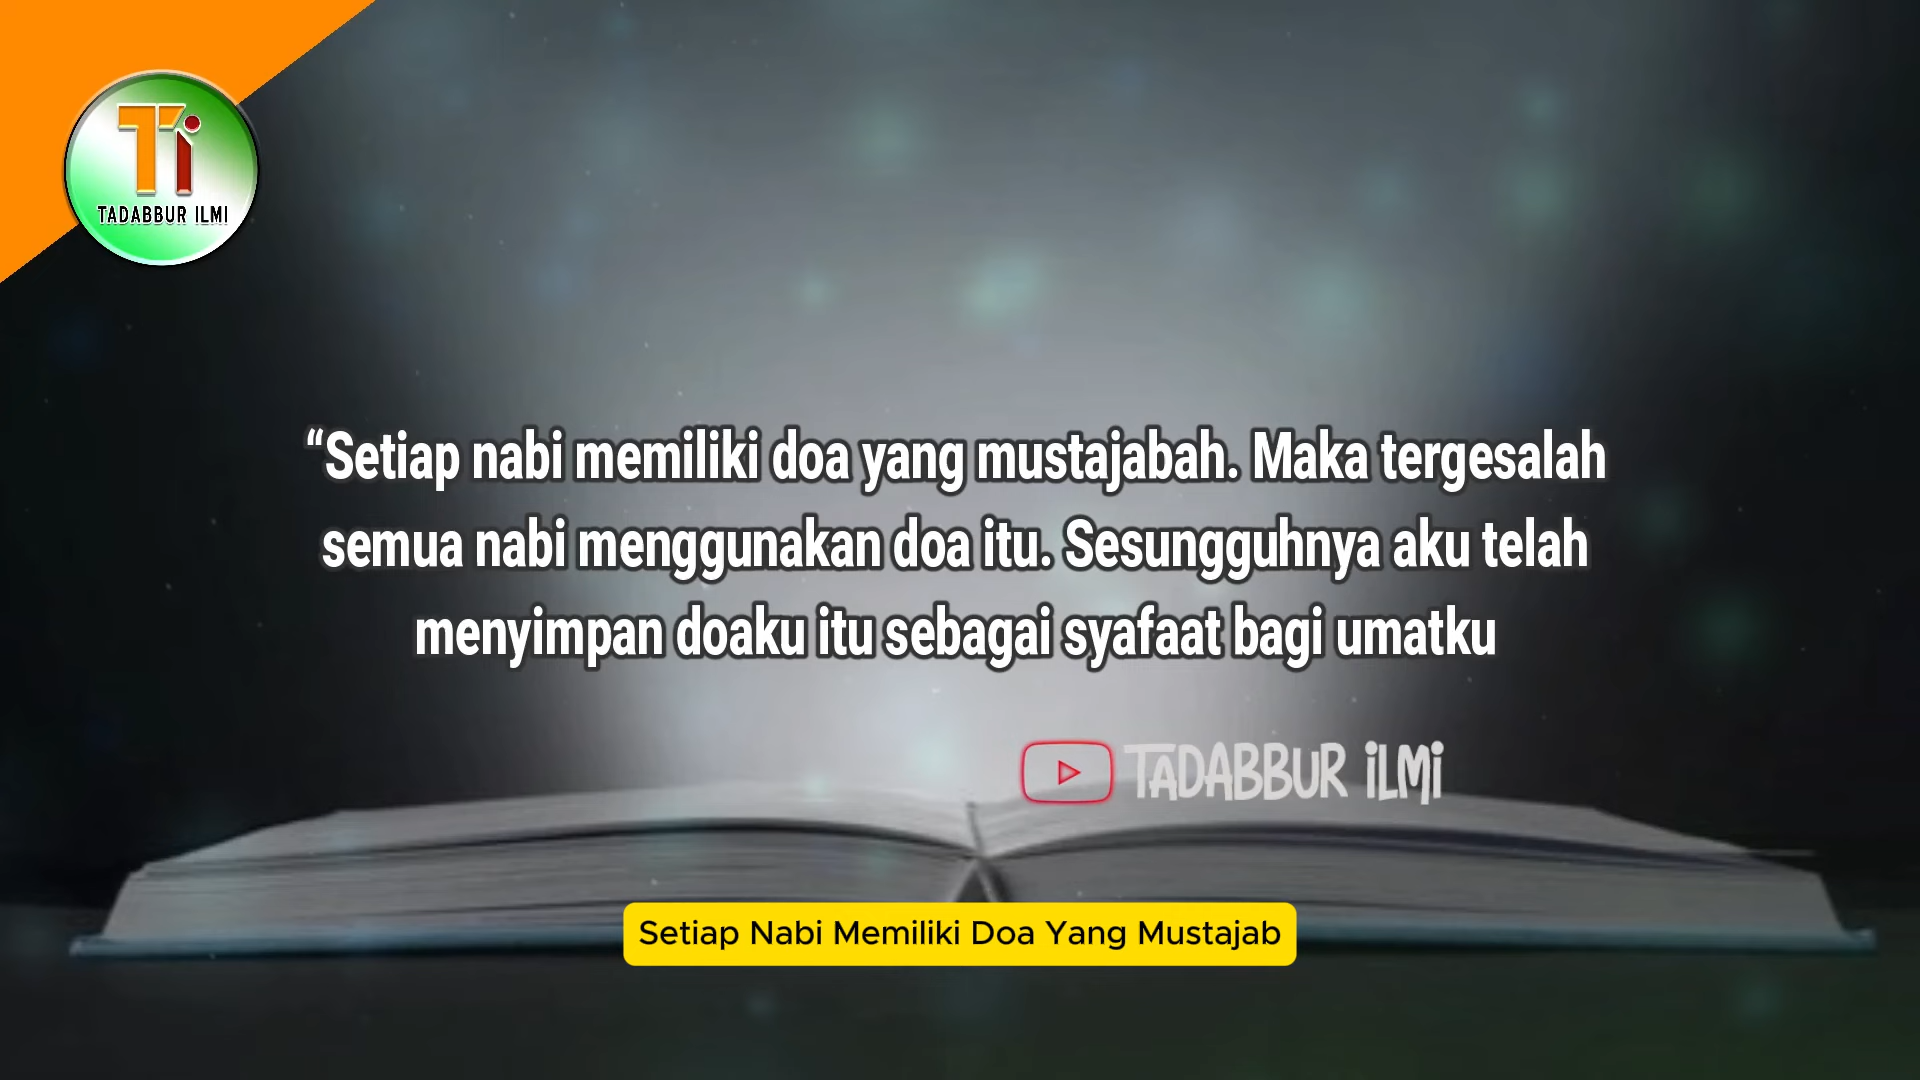 Ti
TADABBUR ILMI
“Setiap nabi memiliki doa yang mustajabah. Maka tergesalah
semua nabi menggunakan doa itu. Sesungguhnya aku telah
menyimpan doaku itu sebagai syafaat bagi umatku
TADABBUR iLMi
Setiap Nabi Memiliki Doa Yang Mustajab